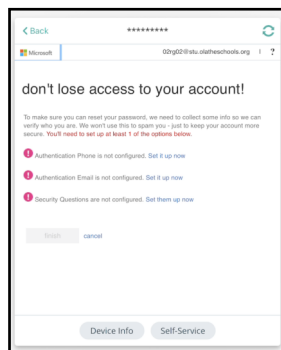 Back
*********
Microsoft
02rg02@stu.olatheschools.org ?
don't lose access to your account!
To make sure you can reset your password, we need to collect some info so we can
verify who you are. We won't use this to spam you - just to keep your account more
secure. You'll need to set up at least 1 of the options below.
! Authentication Phone is not configured. Set it up now
! Authentication Email is not configured. Set it up now
! Security Questions are not configured. Set them up now
finish cancel
Device Info Self-Service